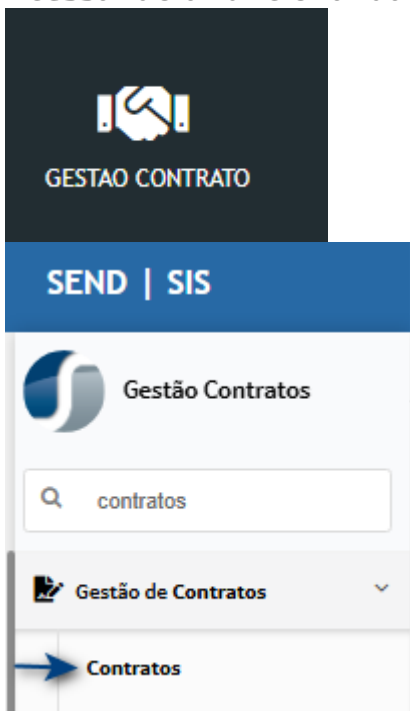 GESTAO CONTRATO
SEND | SIS
Gestão Contratos
contratos
Gestão de Contratos
Contratos